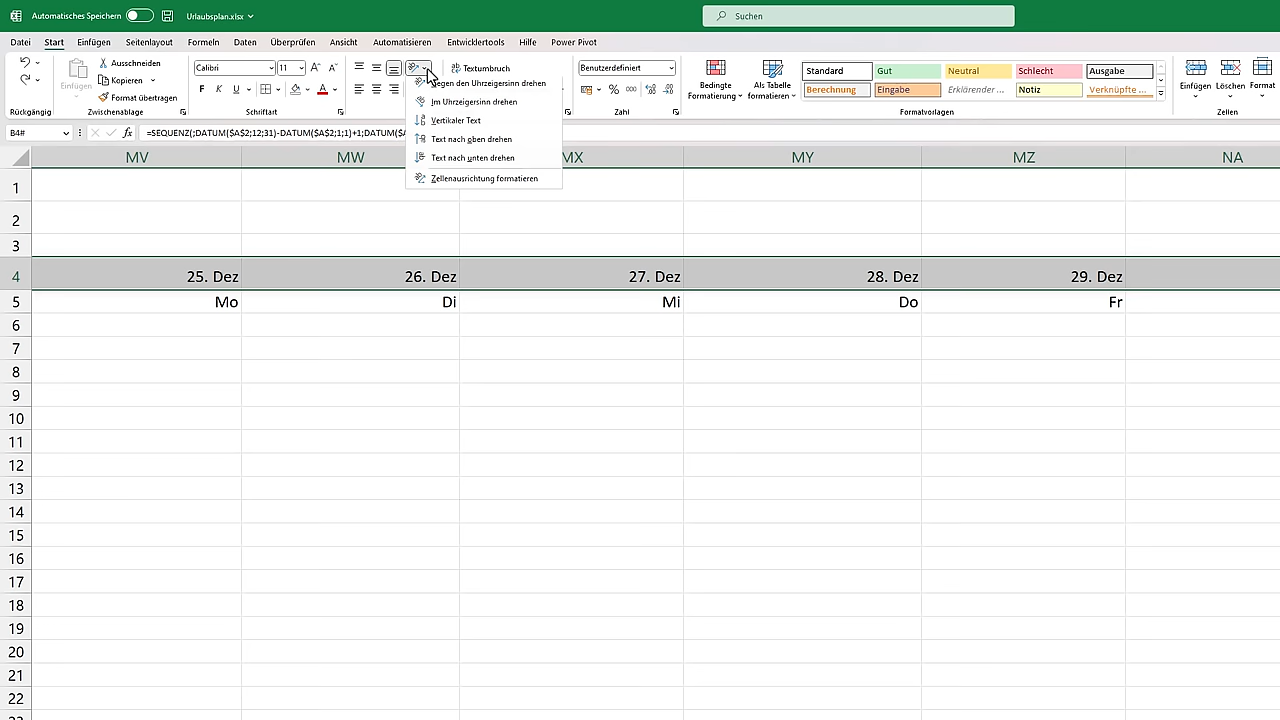 Automatisches Speichern Urlaubsplan.xlsx Suchen
Datei Start Einfügen Seitenlayout Formeln Daten Überprüfen Ansicht Automatisieren Entwicklertools Hilfe Power Pivot
Einfügen
Ausschneiden
Kopieren
Format übertragen
Calibri 11
F K U
Textumbruch
Benutzerdefiniert
% 000
Bedingte Formatierung
Als Tabelle formatieren
Standard Gut Neutral Schlecht Ausgabe
Berechnung Eingabe Erklärender ... Notiz Verknüpfte ...
Einfügen Löschen Format
Rückgängig Zwischenablage Schriftart Zahl Formatvorlagen Zellen
den Uhrzeigersinn drehen
Im Uhrzeigersinn drehen
Vertikaler Text
Text nach oben drehen
Text nach unten drehen
Zellenausrichtung formatieren
B4# fx =SEQUENZ(;DATUM($A$2;12;31)-DATUM($A$2;1;1)+1;DATUM($A
MV MW MX MY MZ NA
1
2
3
4 25. Dez 26. Dez 27. Dez 28. Dez 29. Dez
5 Mo Di Mi Do Fr
6
7
8
9
10
11
12
13
14
15
16
17
18
19
20
21
22